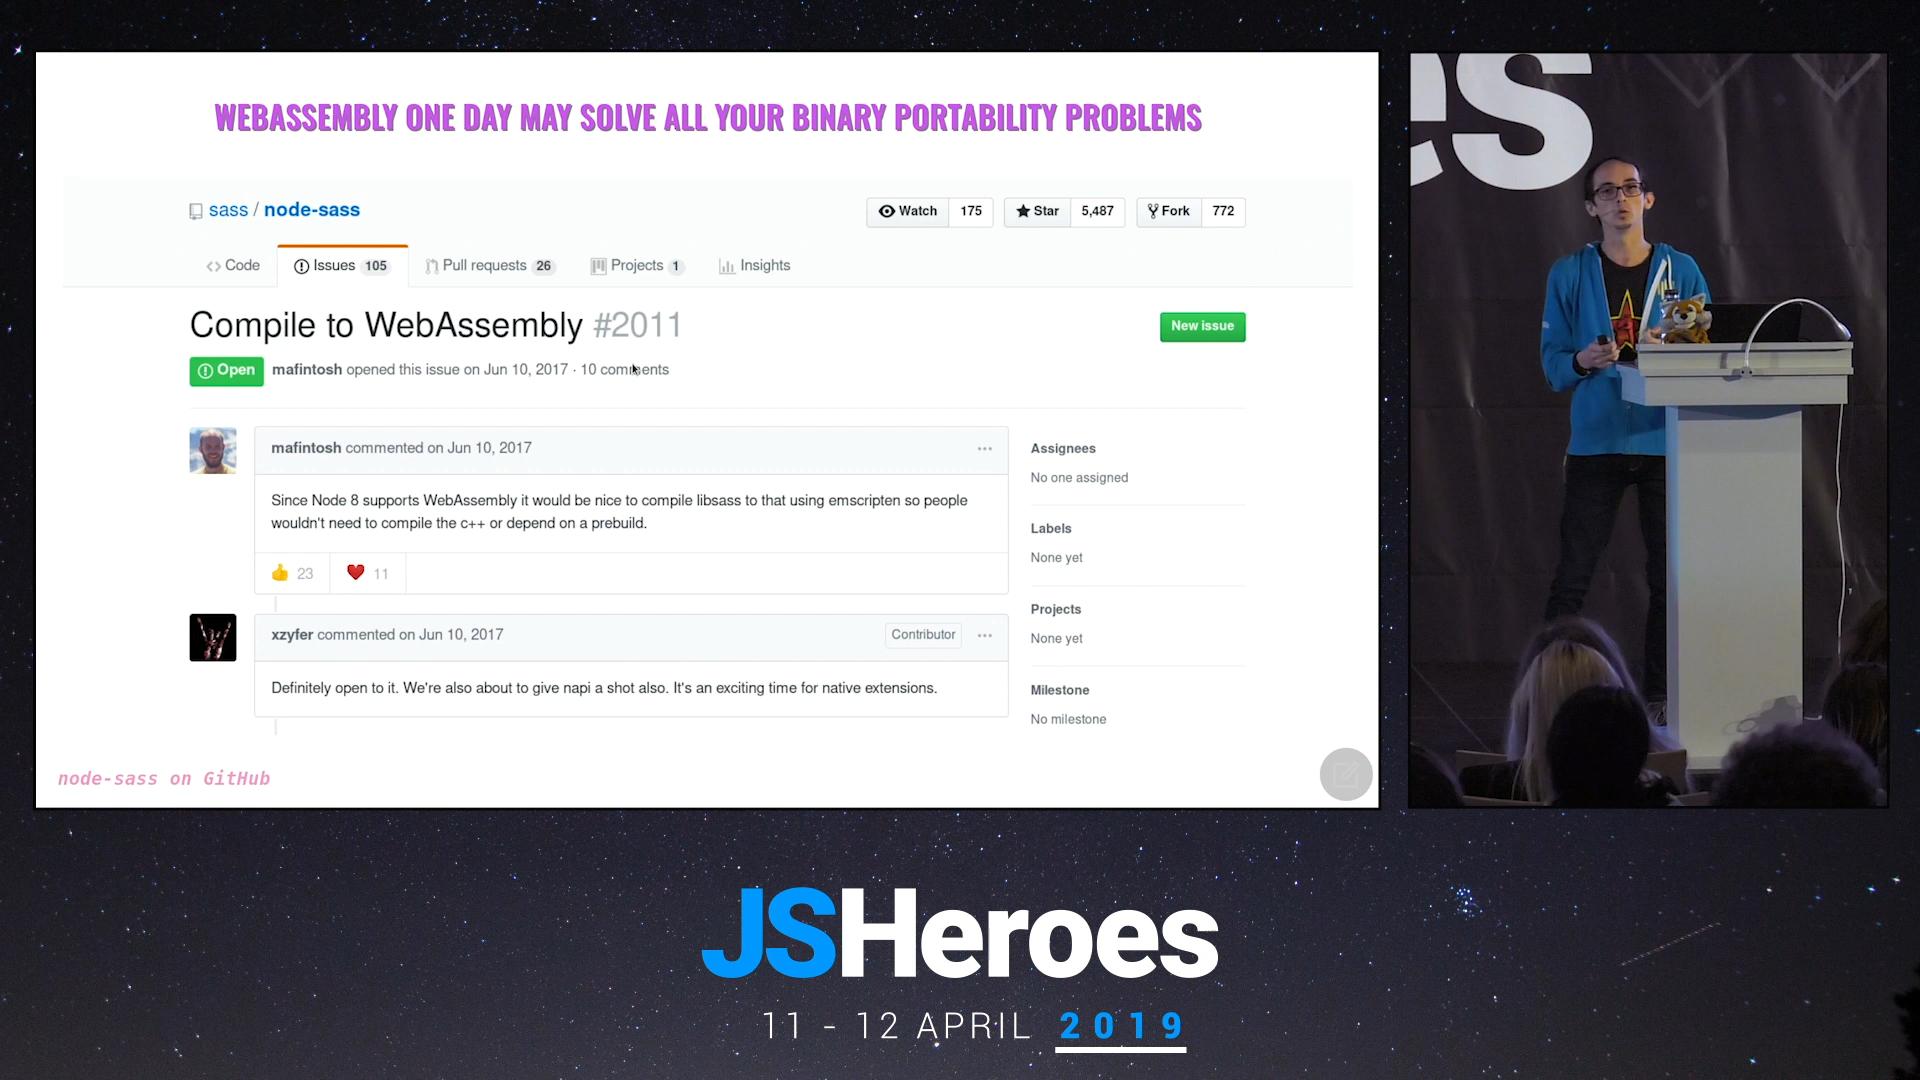 WEBASSEMBLY ONE DAY MAY SOLVE ALL YOUR BINARY PORTABILITY PROBLEMS
sass / node-sass
Watch 175 Star 5,487 Fork 772
Code Issues 105 Pull requests 26 Projects 1 Insights
Compile to WebAssembly #2011
New issue
Open mafintosh opened this issue on Jun 10, 2017 · 10 comments
mafintosh commented on Jun 10, 2017
Since Node 8 supports WebAssembly it would be nice to compile libsass to that using emscripten so people
wouldn't need to compile the c++ or depend on a prebuild.
👍 23 ❤️ 11
xzyfer commented on Jun 10, 2017 Contributor
Definitely open to it. We're also about to give napi a shot also. It's an exciting time for native extensions.
Assignees
No one assigned
Labels
None yet
Projects
None yet
Milestone
No milestone
node-sass on GitHub
es
JSHeroes
11 - 12 APRIL 2019